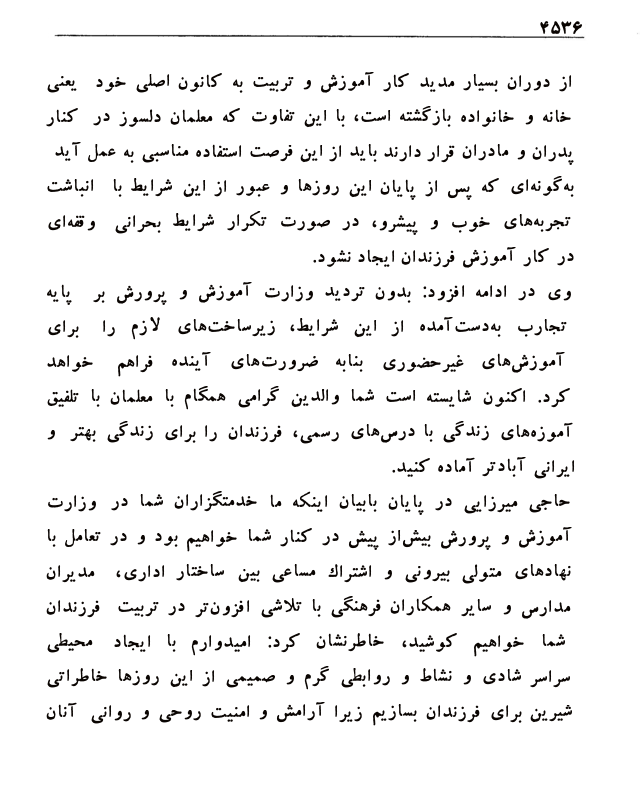 ۴۵۳۶
از دوران بسیار مدید کار آموزش و تربیت به کانون اصلی خود یعنی
خانه و خانواده بازگشته است، با این تفاوت که معلمان دلسوز در کنار
پدران و مادران قرار دارند باید از این فرصت استفاده مناسبی به عمل آید
به‌گونه‌ای که پس از پایان این روزها و عبور از این شرایط با انباشت
تجربه‌های خوب و پیشرو، در صورت تکرار شرایط بحرانی وقفه‌ای
در کار آموزش فرزندان ایجاد نشود.
وی در ادامه افزود: بدون تردید وزارت آموزش و پرورش بر پایه
تجارب به‌دست‌آمده از این شرایط، زیرساخت‌های لازم را برای
آموزش‌های غیرحضوری بنابه ضرورت‌های آینده فراهم خواهد
کرد. اکنون شایسته است شما والدین گرامی همگام با معلمان با تلفیق
آموزه‌های زندگی با درس‌های رسمی، فرزندان را برای زندگی بهتر و
ایرانی آبادتر آماده کنید.
حاجی میرزایی در پایان بابیان اینکه ما خدمتگزاران شما در وزارت
آموزش و پرورش بیش‌از پیش در کنار شما خواهیم بود و در تعامل با
نهادهای متولی بیرونی و اشتراك مساعی بین ساختار اداری، مدیران
مدارس و سایر همکاران فرهنگی با تلاشی افزون‌تر در تربیت فرزندان
شما خواهیم کوشید، خاطرنشان کرد: امیدوارم با ایجاد محیطی
سراسر شادی و نشاط و روابطی گرم و صمیمی از این روزها خاطراتی
شیرین برای فرزندان بسازیم زیرا آرامش و امنیت روحی و روانی آنان